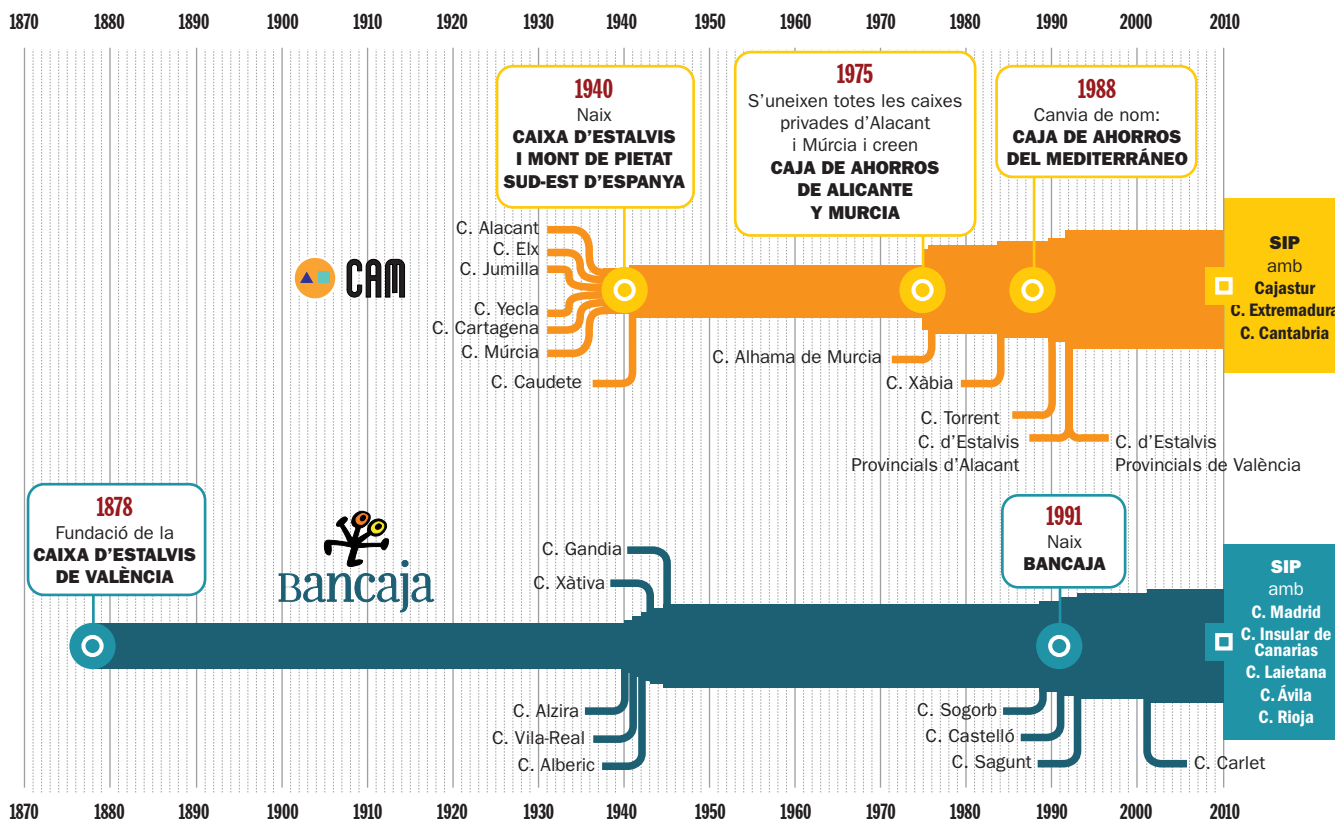 1870 1880 1890 1900 1910 1920 1930 1940 1950 1960 1970 1980 1990 2000 2010
1940
Naix
CAIXA D'ESTALVIS
I MONT DE PIETAT
SUD-EST D'ESPANYA
1975
S'uneixen totes les caixes
privades d'Alacant
i Múrcia i creen
CAJA DE AHORROS
DE ALICANTE
Y MURCIA
1988
Canvia de nom:
CAJA DE AHORROS
DEL MEDITERRÁNEO
CAM
C. Alacant
C. Elx
C. Jumilla
C. Yecla
C. Cartagena
C. Múrcia
C. Caudete
C. Alhama de Murcia
C. Xàbia
C. Torrent
C. d'Estalvis
Provincials d'Alacant
C. d'Estalvis
Provincials de València
SIP
amb
Cajastur
C. Extremadura
C. Cantabria
1878
Fundació de la
CAIXA D'ESTALVIS
DE VALÈNCIA
Bancaja
C. Gandia
C. Xàtiva
C. Alzira
C. Vila-Real
C. Alberic
1991
Naix
BANCAJA
C. Sogorb
C. Castelló
C. Sagunt
C. Carlet
SIP
amb
C. Madrid
C. Insular de
Canarias
C. Laietana
C. Ávila
C. Rioja
1870 1880 1890 1900 1910 1920 1930 1940 1950 1960 1970 1980 1990 2000 2010